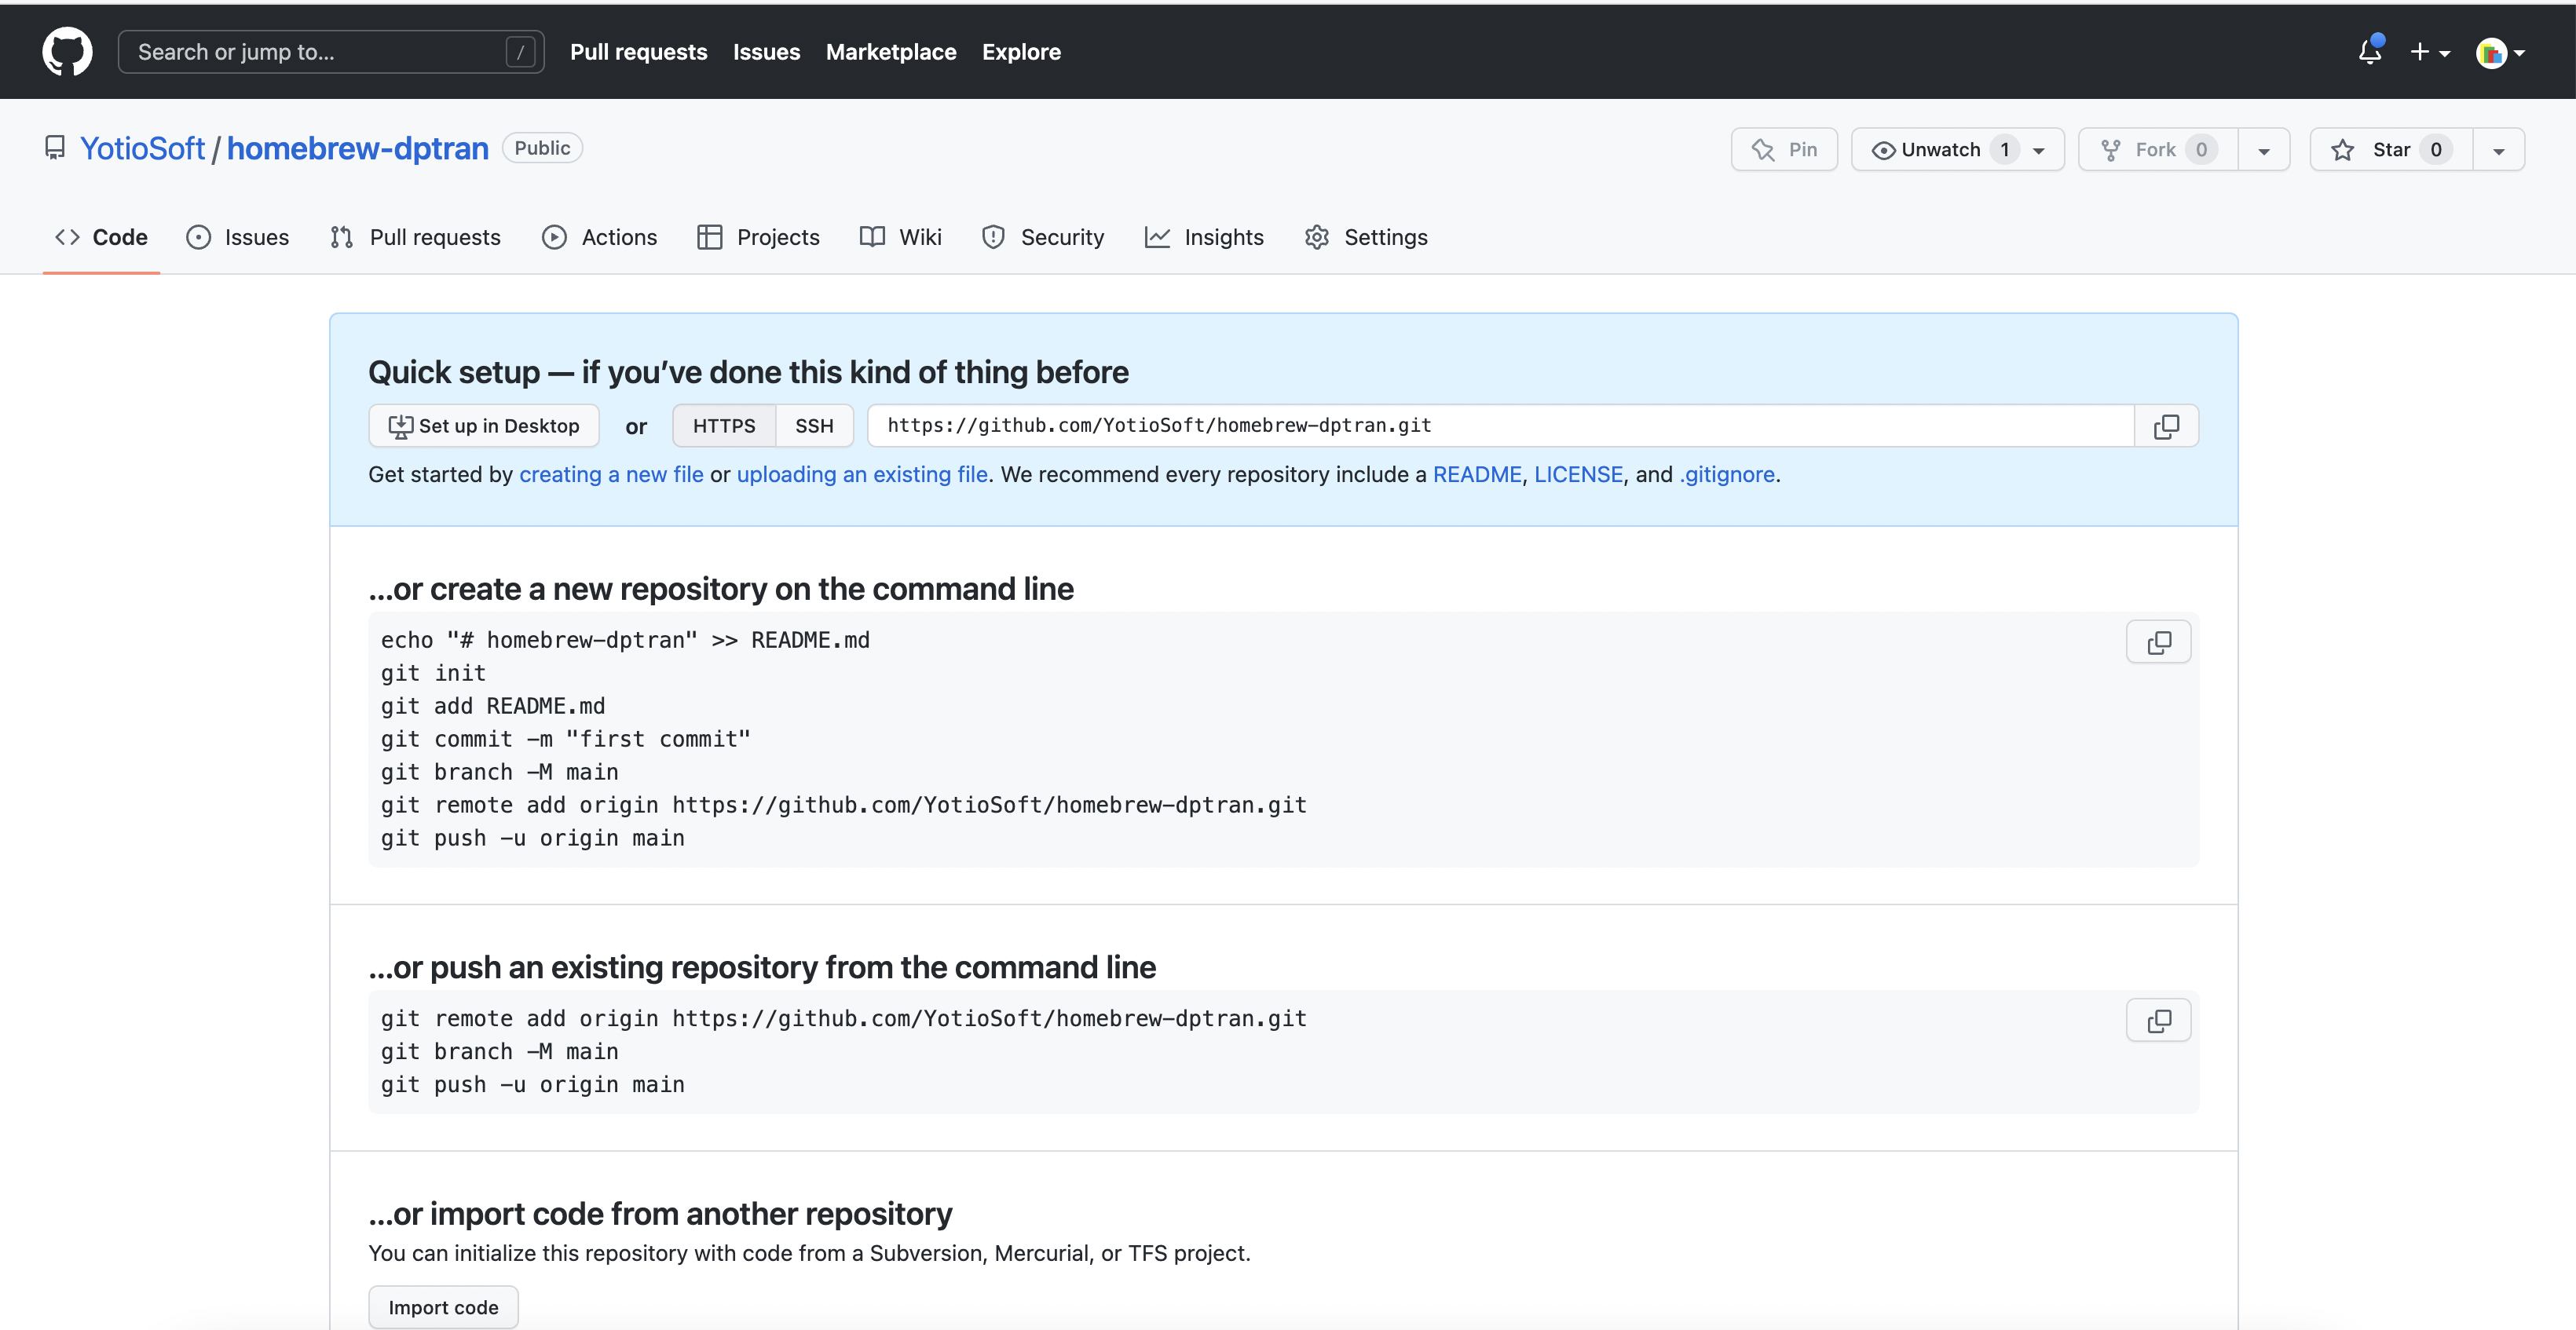 Search or jump to... / Pull requests Issues Marketplace Explore
YotioSoft / homebrew-dptran Public Pin Unwatch 1 Fork 0 Star 0
Code Issues Pull requests Actions Projects Wiki Security Insights Settings
Quick setup — if you’ve done this kind of thing before
Set up in Desktop or HTTPS SSH https://github.com/YotioSoft/homebrew-dptran.git
Get started by creating a new file or uploading an existing file. We recommend every repository include a README, LICENSE, and .gitignore.
…or create a new repository on the command line
echo "# homebrew-dptran" >> README.md
git init
git add README.md
git commit -m "first commit"
git branch -M main
git remote add origin https://github.com/YotioSoft/homebrew-dptran.git
git push -u origin main
…or push an existing repository from the command line
git remote add origin https://github.com/YotioSoft/homebrew-dptran.git
git branch -M main
git push -u origin main
…or import code from another repository
You can initialize this repository with code from a Subversion, Mercurial, or TFS project.
Import code